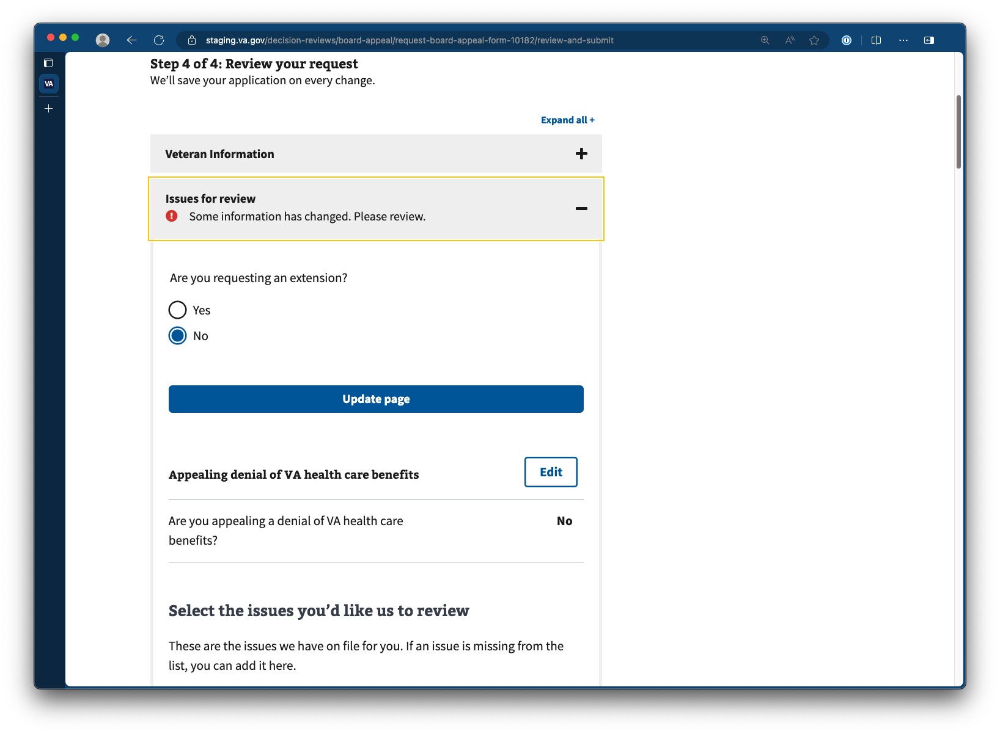 staging.va.gov/decision-reviews/board-appeal/request-board-appeal-form-10182/review-and-submit
VA
Step 4 of 4: Review your request
We’ll save your application on every change.
Expand all +
Veteran Information
Issues for review
Some information has changed. Please review.
Are you requesting an extension?
Yes
No
Update page
Appealing denial of VA health care benefits
Edit
Are you appealing a denial of VA health care
benefits?
No
Select the issues you’d like us to review
These are the issues we have on file for you. If an issue is missing from the
list, you can add it here.